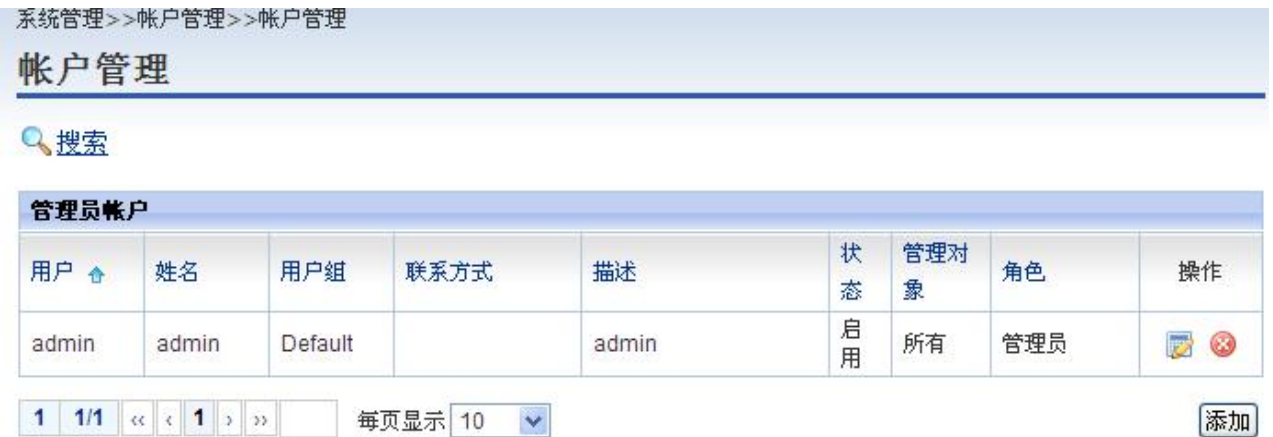 系统管理>>帐户管理>>帐户管理
帐户管理
搜索
管理员帐户
用户 姓名 用户组 联系方式 描述 状态 管理对象 角色 操作
admin admin Default admin 启用 所有 管理员
1 1/1 ‹‹ ‹ 1 › ›› 每页显示 10 添加